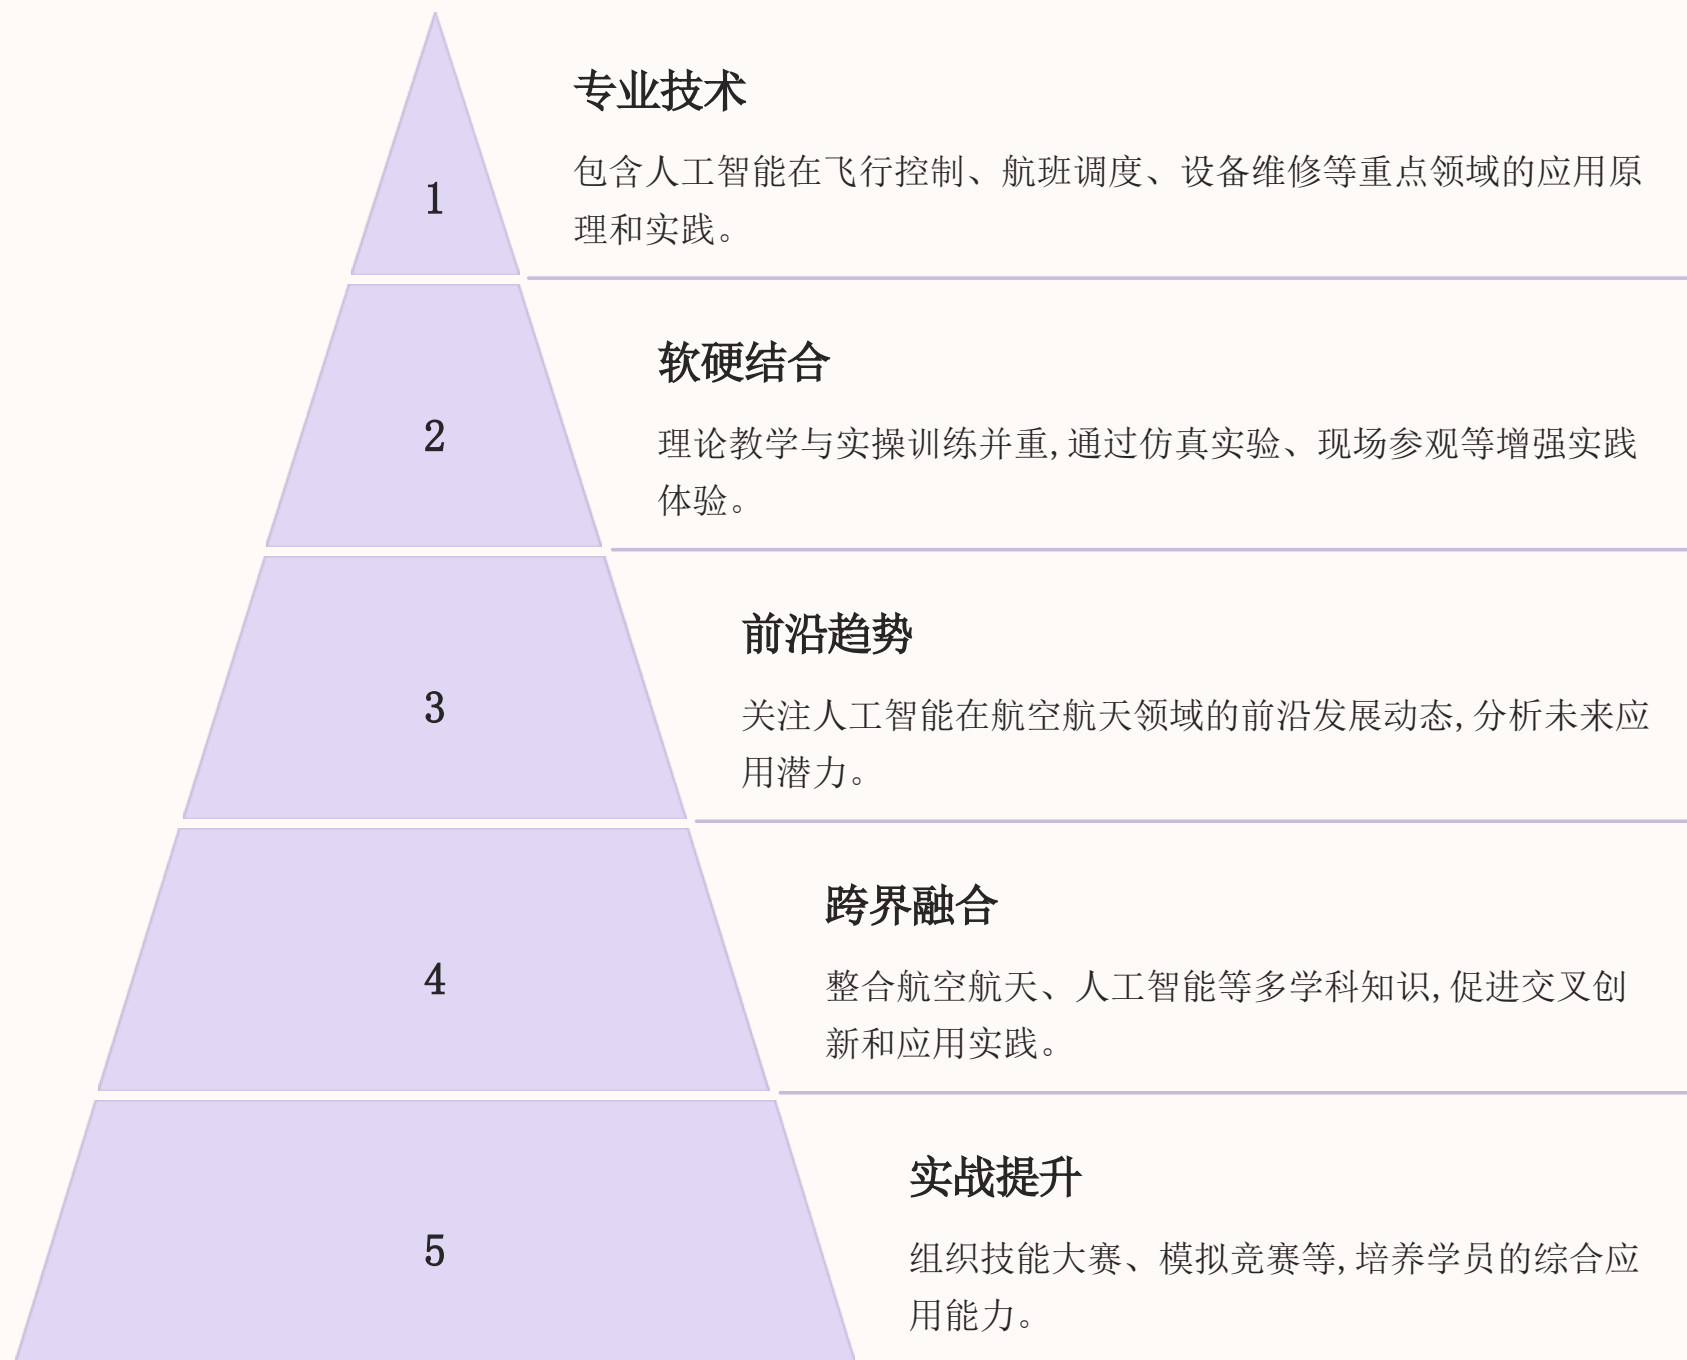 1
专业技术
包含人工智能在飞行控制、航班调度、设备维修等重点领域的应用原
理和实践。
2
软硬结合
理论教学与实操训练并重,通过仿真实验、现场参观等增强实践
体验。
3
前沿趋势
关注人工智能在航空航天领域的前沿发展动态,分析未来应
用潜力。
4
跨界融合
整合航空航天、人工智能等多学科知识,促进交叉创
新和应用实践。
5
实战提升
组织技能大赛、模拟竞赛等,培养学员的综合应
用能力。